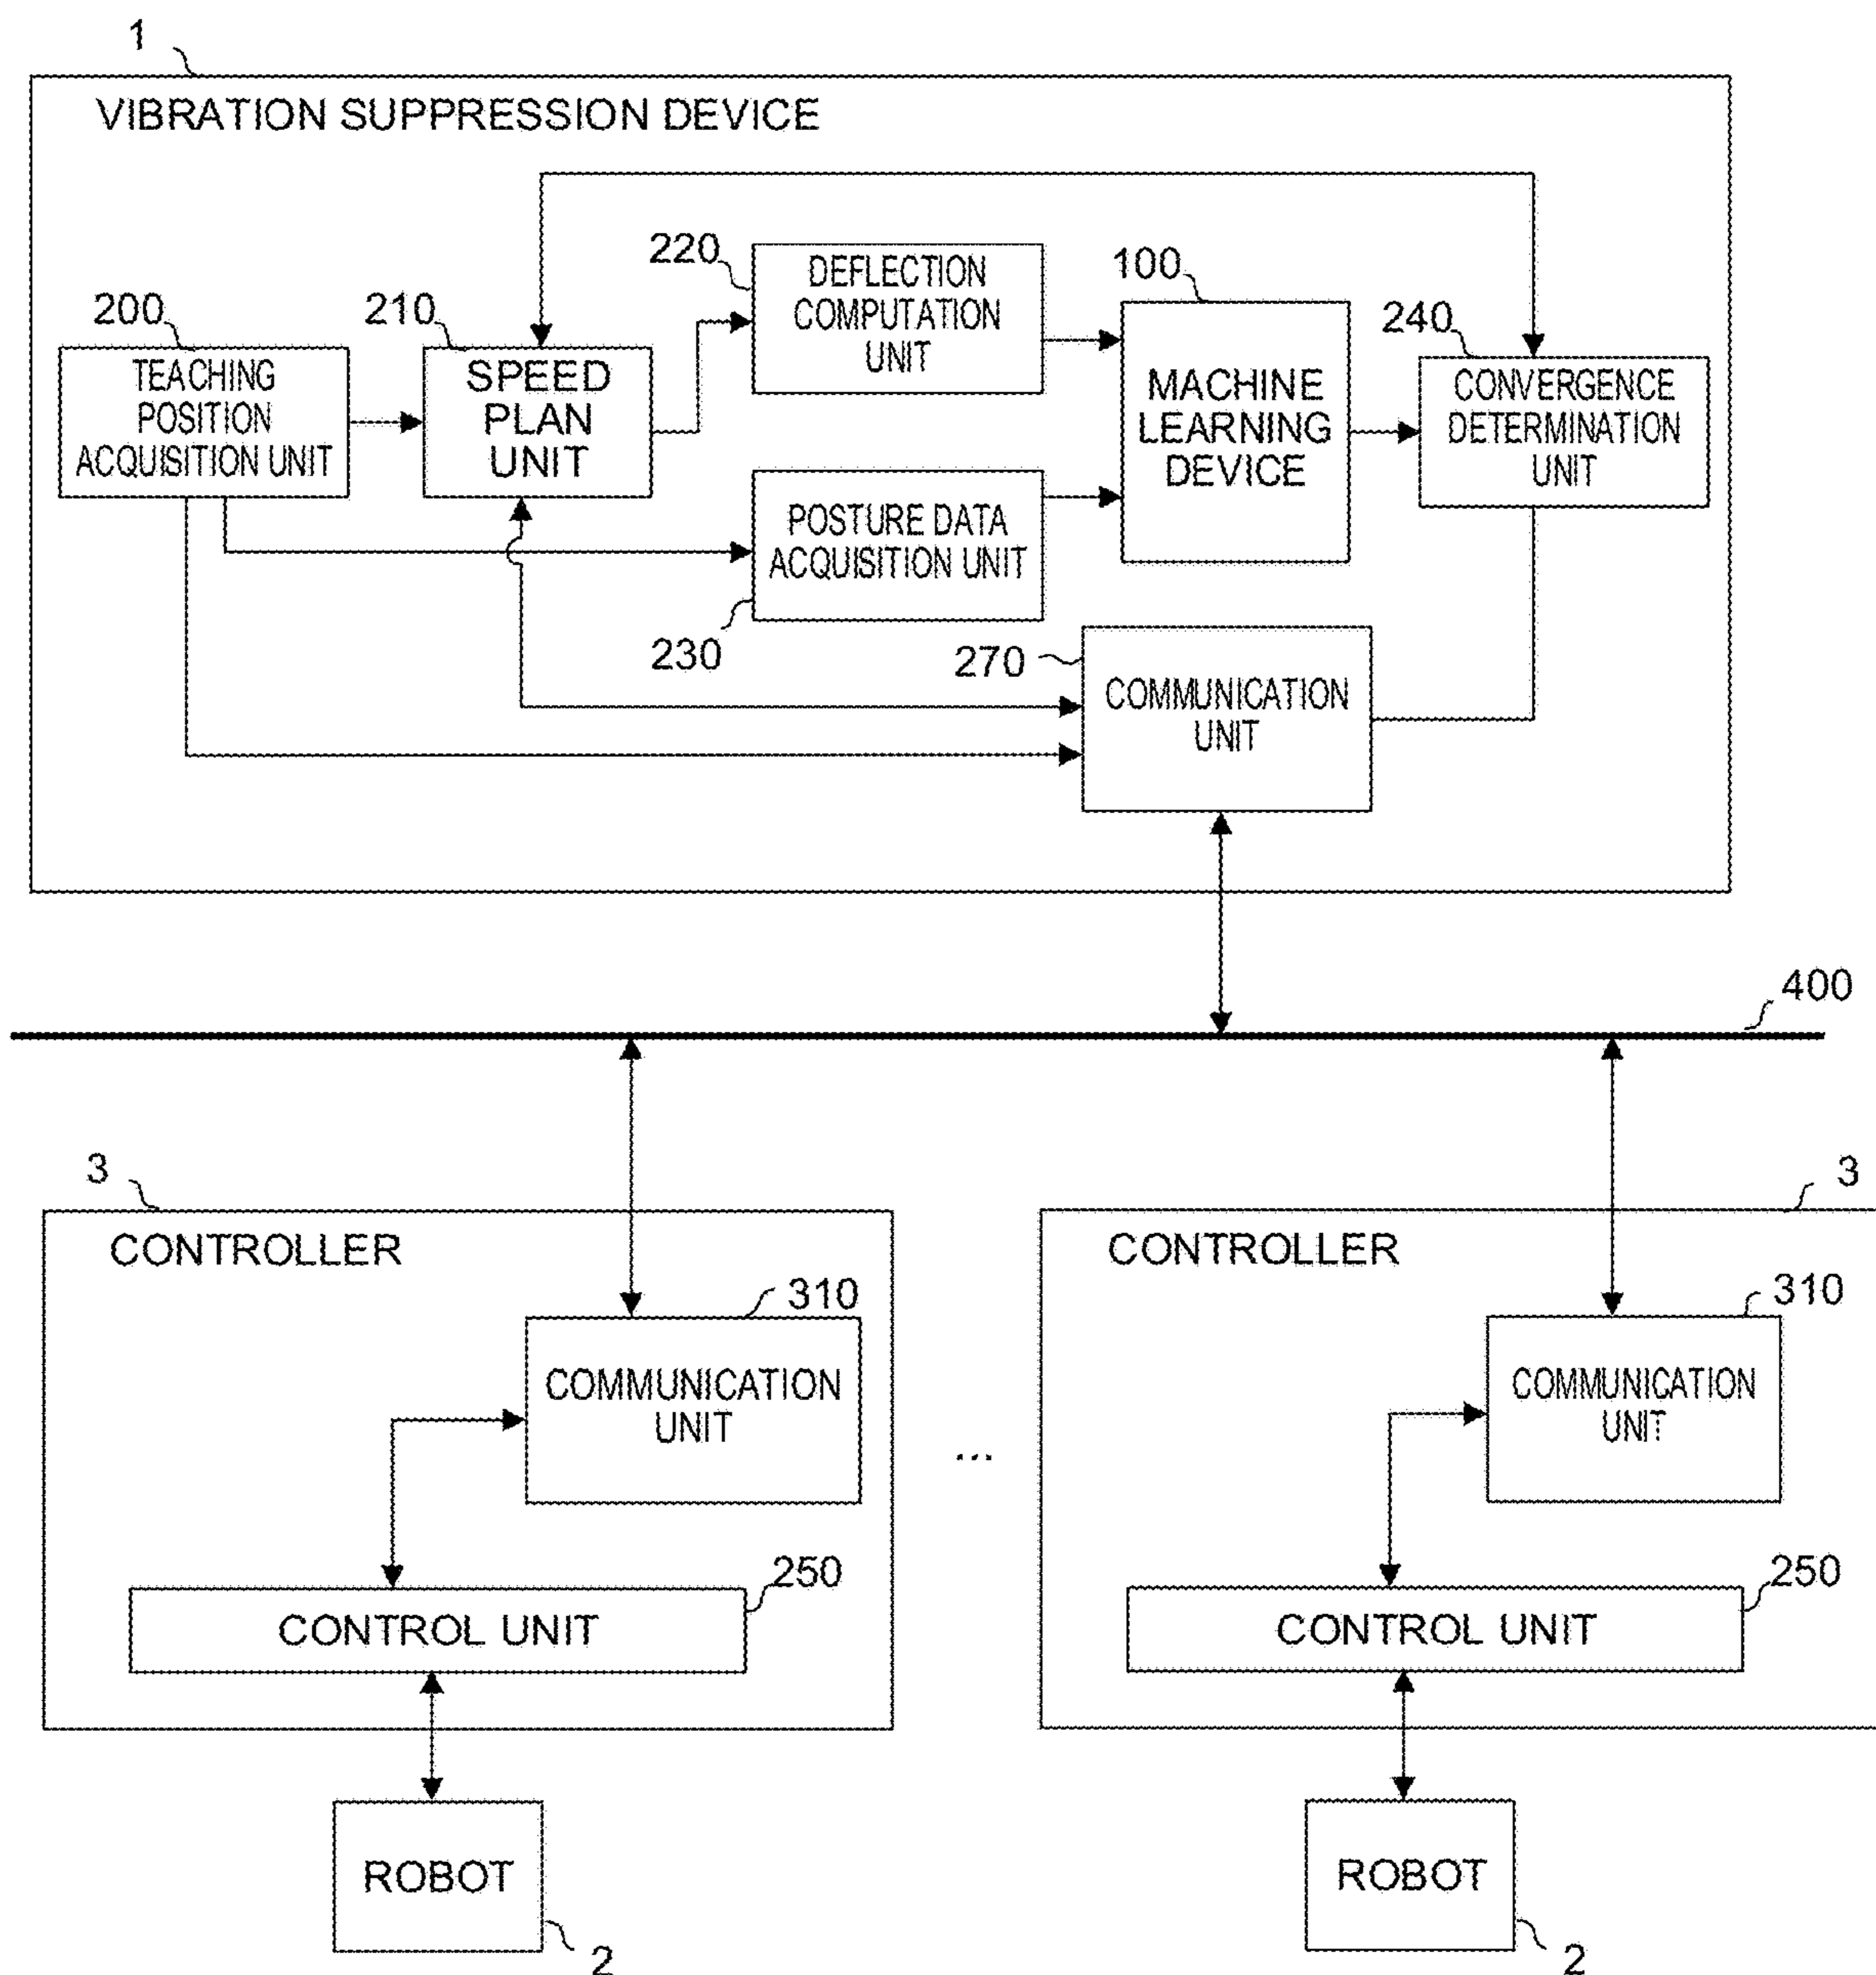 1
VIBRATION SUPPRESSION DEVICE
200
TEACHING
POSITION
ACQUISITION UNIT
210
SPEED
PLAN
UNIT
220
DEFLECTION
COMPUTATION
UNIT
230
POSTURE DATA
ACQUISITION UNIT
100
MACHINE
LEARNING
DEVICE
240
CONVERGENCE
DETERMINATION
UNIT
270
COMMUNICATION
UNIT
400
3
CONTROLLER
310
COMMUNICATION
UNIT
250
CONTROL UNIT
ROBOT
2
...
3
CONTROLLER
310
COMMUNICATION
UNIT
250
CONTROL UNIT
ROBOT
2